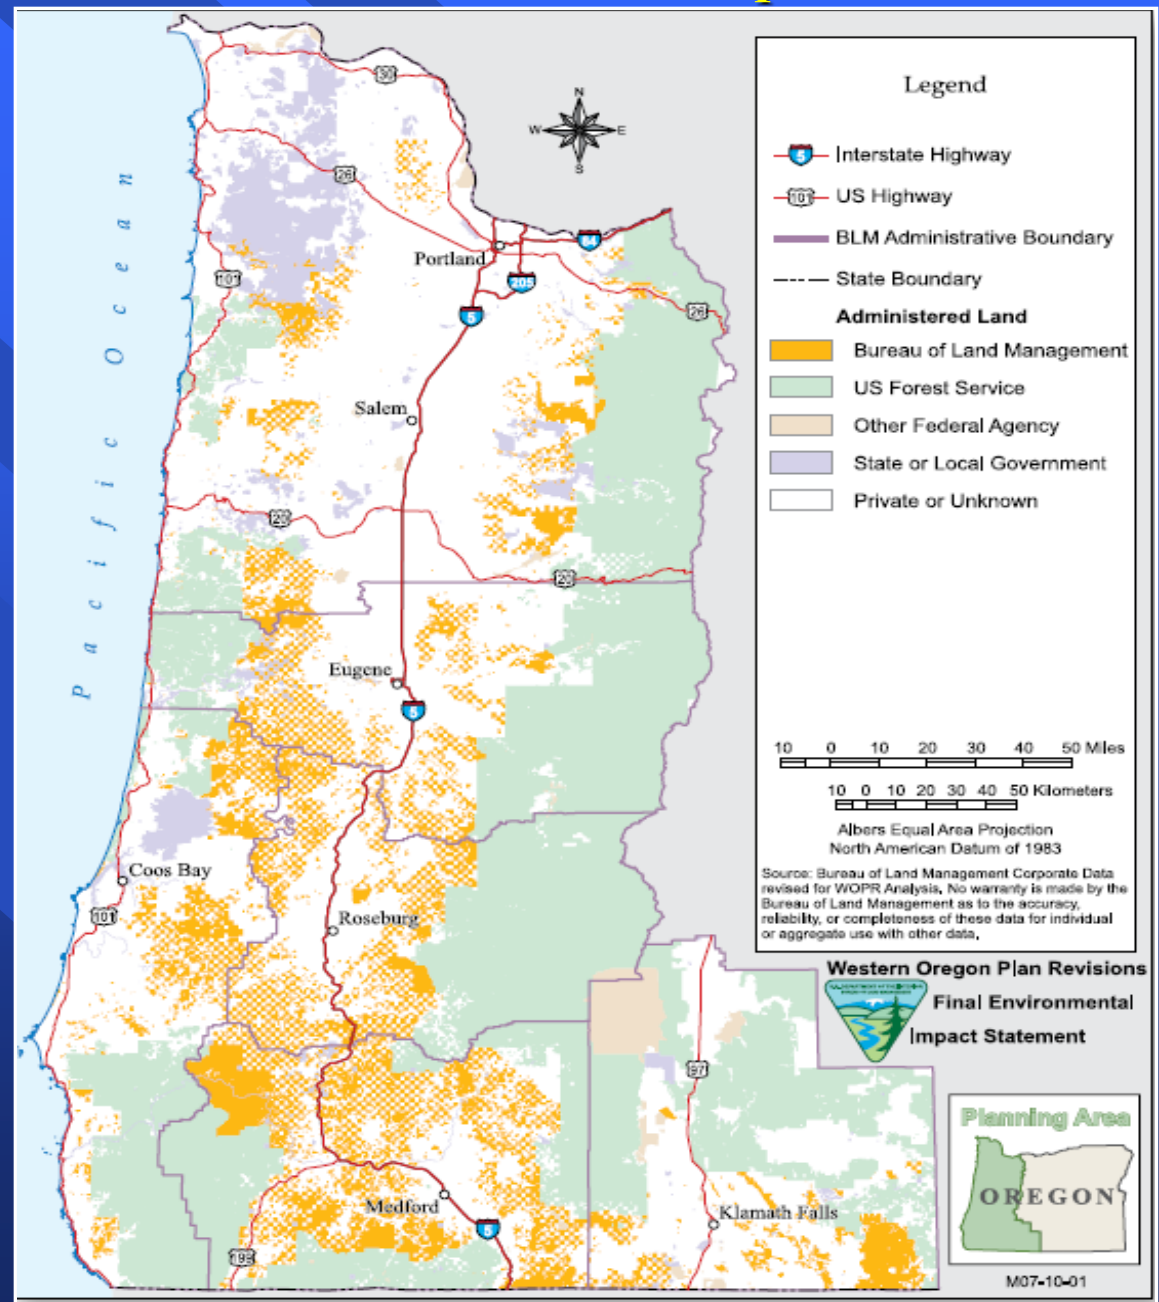 Legend
5 Interstate Highway
101 US Highway
BLM Administrative Boundary
State Boundary
Administered Land
Bureau of Land Management
US Forest Service
Other Federal Agency
State or Local Government
Private or Unknown
10 0 10 20 30 40 50 Miles
10 0 10 20 30 40 50 Kilometers
Albers Equal Area Projection
North American Datum of 1983
Source: Bureau of Land Management Corporate Data
revised for WOPR Analysis. No warranty is made by the
Bureau of Land Management as to the accuracy,
reliability, or completeness of these data for individual
or aggregate use with other data.
Western Oregon Plan Revisions
Final Environmental
Impact Statement
Planning Area
OREGON
M07-10-01
N
W E
S
Pacific Ocean
30
26
101
Portland
84
205
5
26
Salem
20
20
Eugene
5
Coos Bay
101
Roseburg
97
Medford
Klamath Falls
5
199